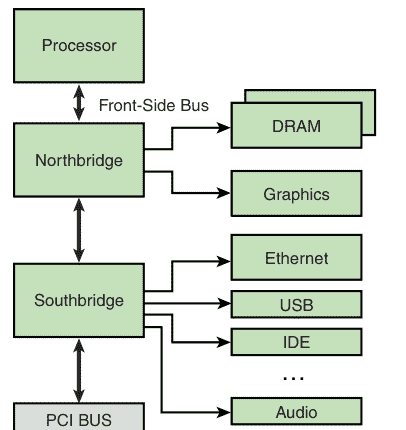 Processor
Front-Side Bus
DRAM
Northbridge
Graphics
Ethernet
Southbridge
USB
IDE
...
Audio
PCI BUS